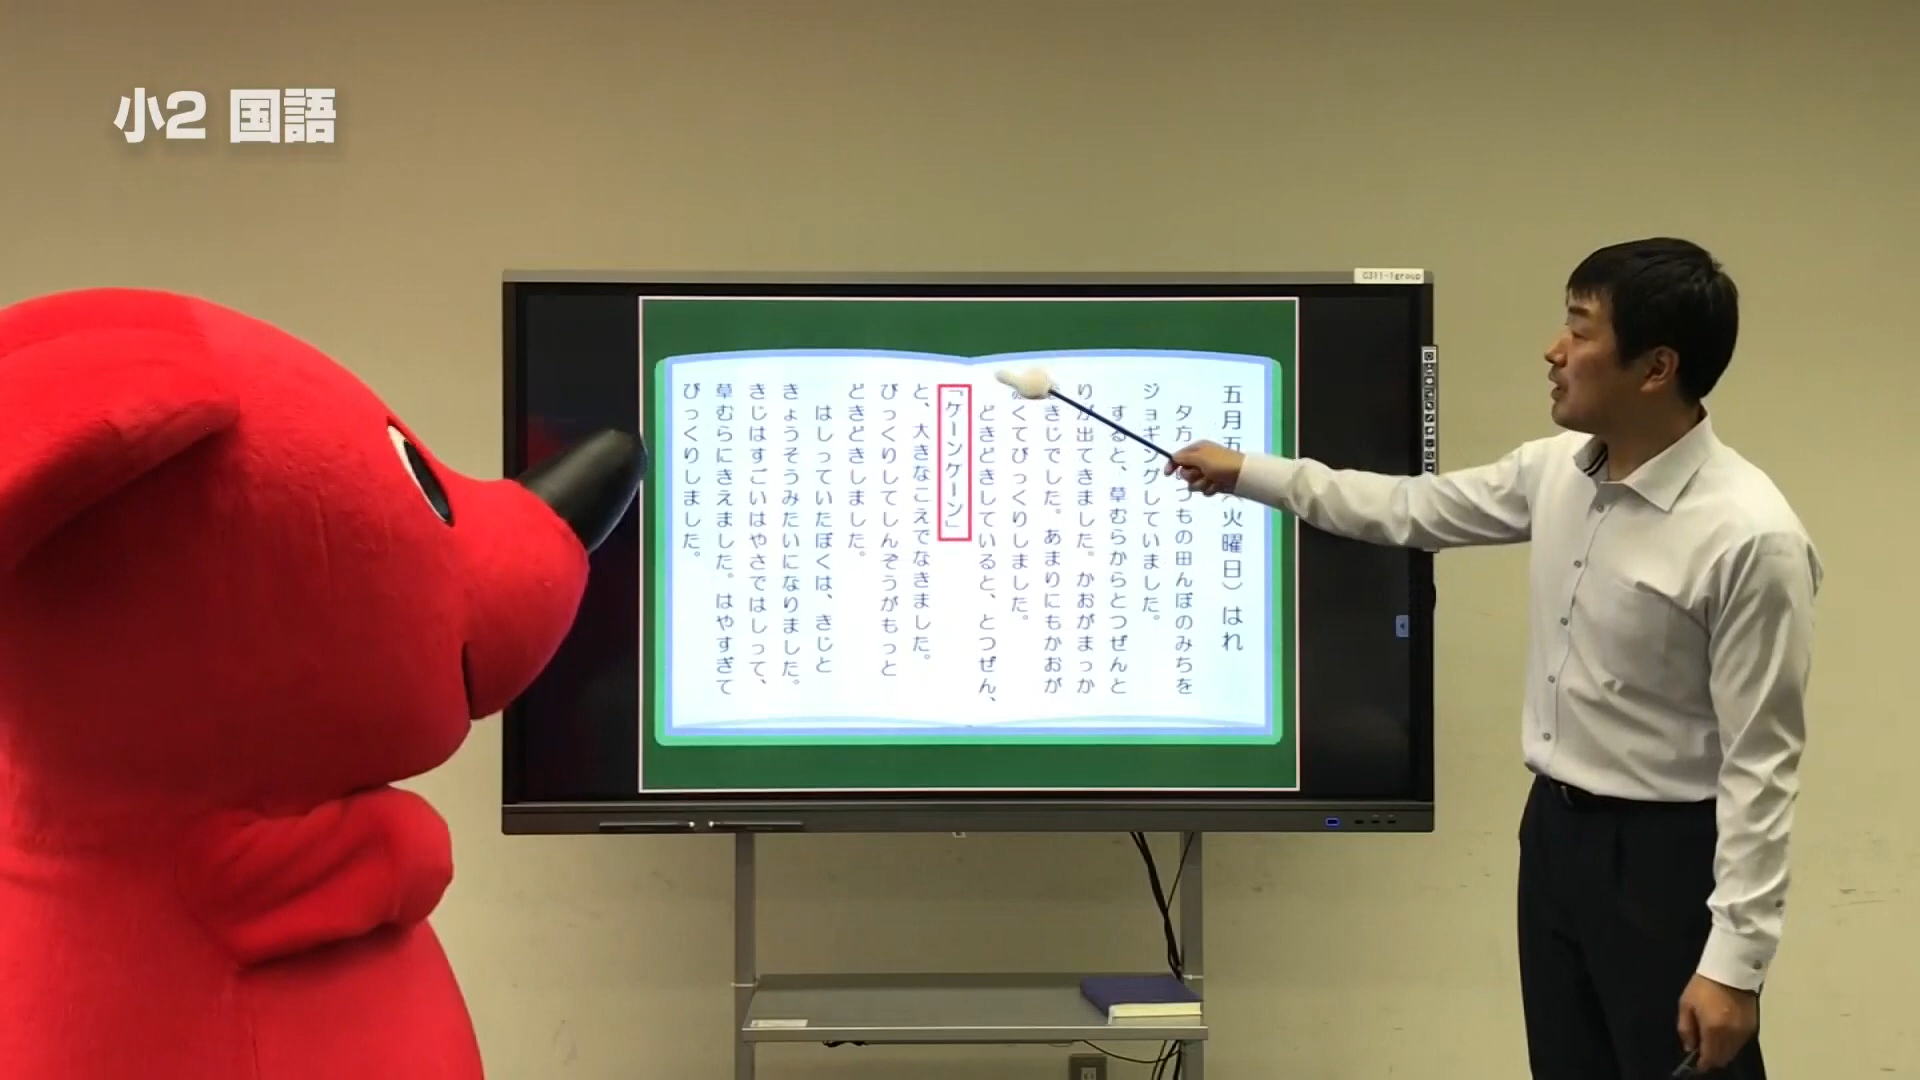 小2 国語
G311-1group
五月五 火曜日）はれ
夕方 つもの田んぼのみちを
ジョギングしていました。
すると、草むらからとつぜんと
りが出てきました。かおがまっか
きじでした。あまりにもかおが
くてびっくりしました。
どきどきしていると、とつぜん、
「ケーンケーン」
と、大きなこえでなきました。
びっくりしてしんぞうがもっと
どきどきしました。
はしっていたぼくは、きじと
きょうそうみたいになりました。
きじはすごいはやさではしって、
草むらにきえました。はやすぎて
びっくりしました。